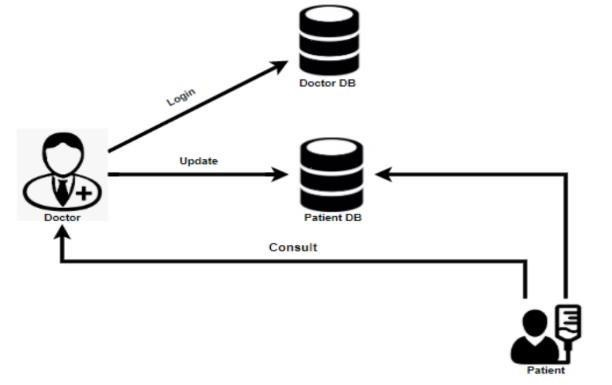 Doctor DB
Login
Update
Doctor
Patient DB
Consult
Patient